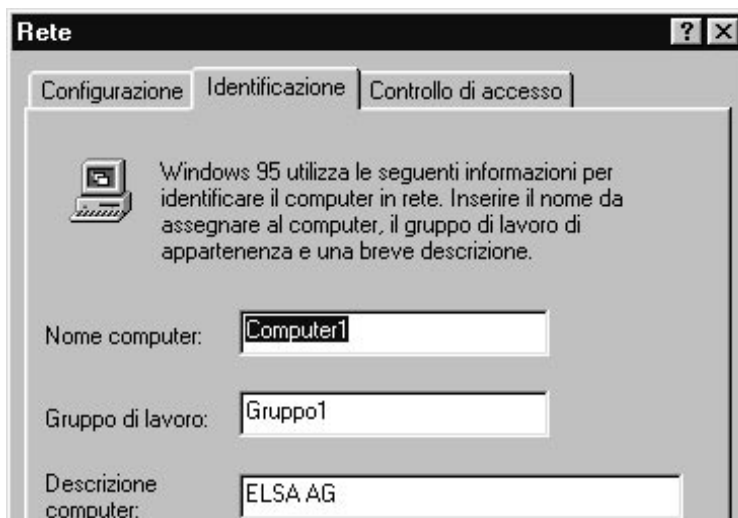 Rete
Configurazione Identificazione Controllo di accesso
Windows 95 utilizza le seguenti informazioni per
identificare il computer in rete. Inserire il nome da
assegnare al computer, il gruppo di lavoro di
appartenenza e una breve descrizione.
Nome computer: Computer1
Gruppo di lavoro: Gruppo1
Descrizione
computer: ELSA AG